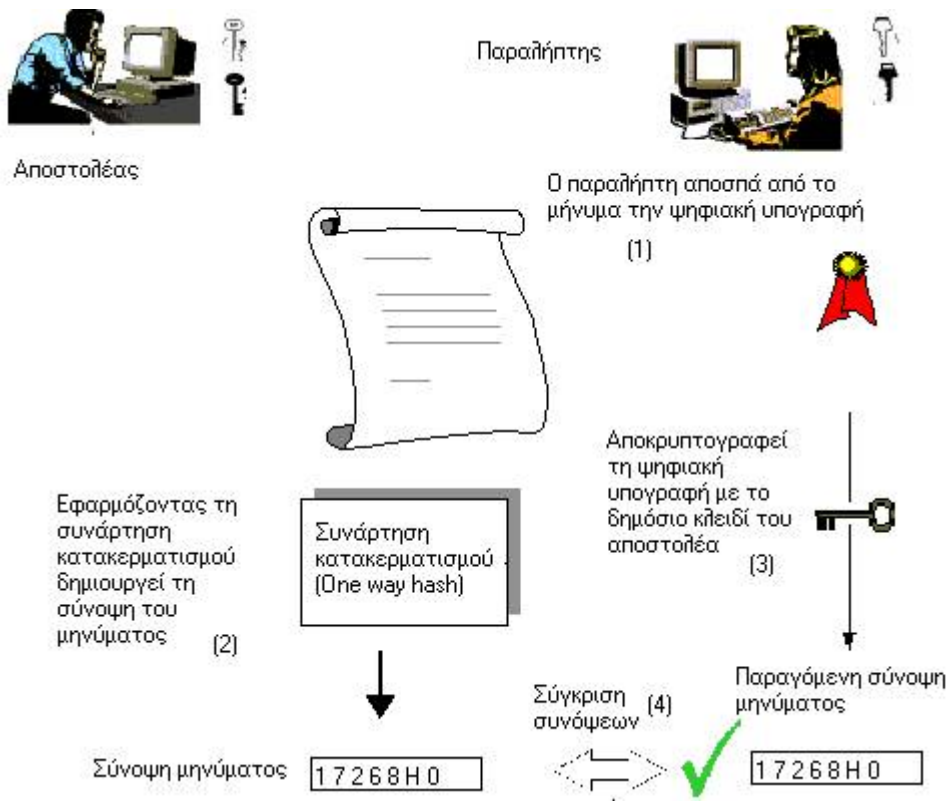 Παραλήπτης
Αποστολέας
Ο παραλήπτη αποσπά από το
μήνυμα την ψηφιακή υπογραφή
(1)
Αποκρυπτογραφεί
τη ψηφιακή
υπογραφή με το
δημόσιο κλειδί του
αποστολέα
(3)
Εφαρμόζοντας τη
συνάρτηση
κατακερματισμού
δημιουργεί τη
σύνοψη του
μηνύματος
(2)
Συνάρτηση
κατακερματισμού
(One way hash)
Παραγόμενη σύνοψη
μηνύματος
Σύγκριση
συνόψεων
(4)
Σύνοψη μηνύματος
17268H0
17268H0